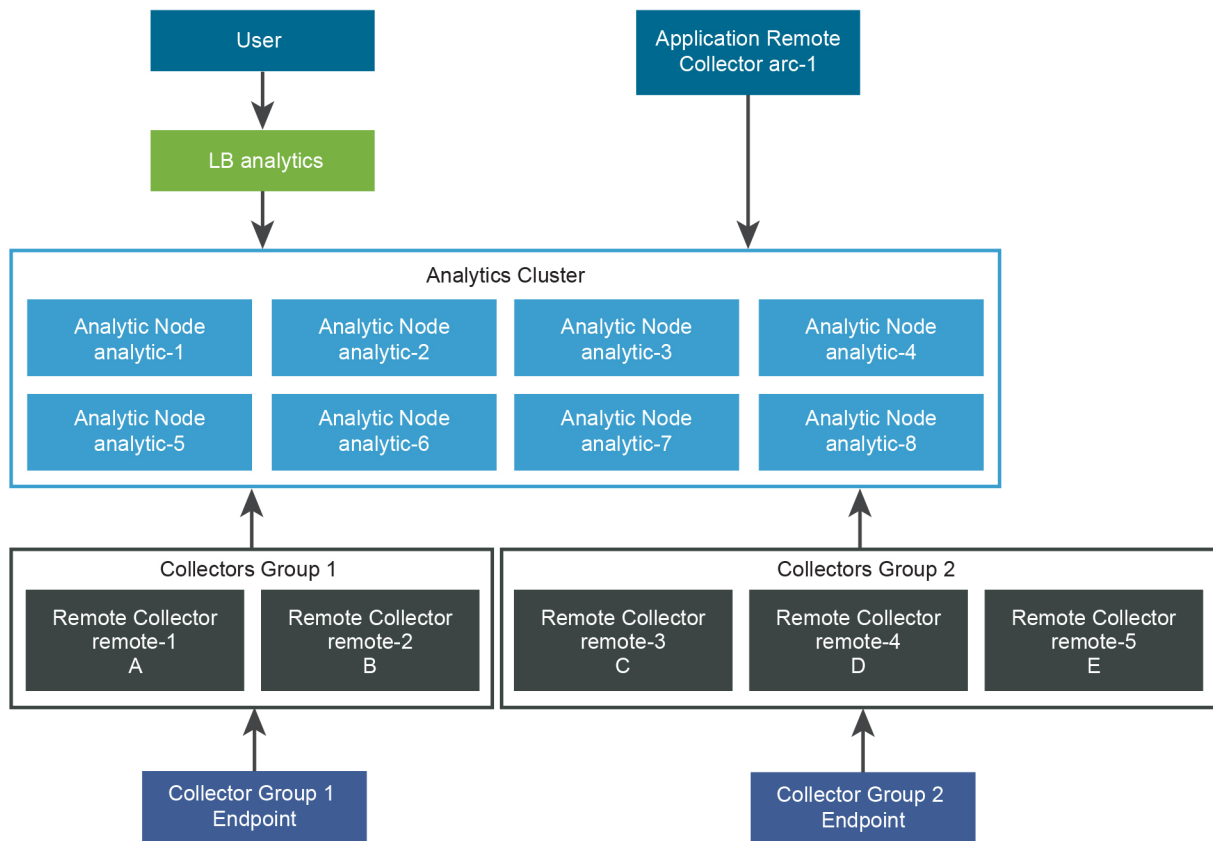 User
Application Remote
Collector arc-1
LB analytics
Analytics Cluster
Analytic Node
analytic-1
Analytic Node
analytic-2
Analytic Node
analytic-3
Analytic Node
analytic-4
Analytic Node
analytic-5
Analytic Node
analytic-6
Analytic Node
analytic-7
Analytic Node
analytic-8
Collectors Group 1
Remote Collector
remote-1
A
Remote Collector
remote-2
B
Collectors Group 2
Remote Collector
remote-3
C
Remote Collector
remote-4
D
Remote Collector
remote-5
E
Collector Group 1
Endpoint
Collector Group 2
Endpoint